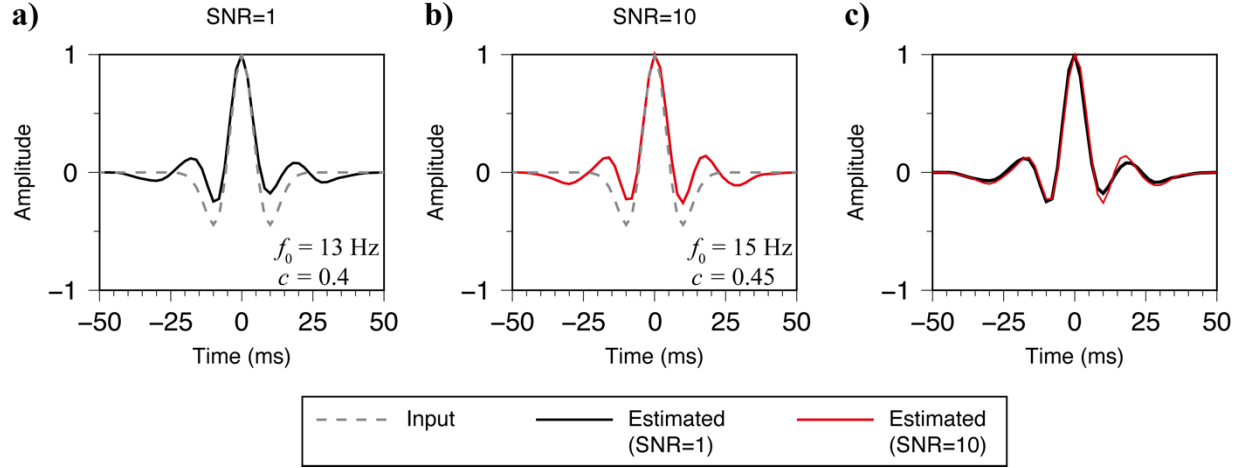 a)
SNR=1
1
0
−1
Amplitude
f0 = 13 Hz
c = 0.4
−50 −25 0 25 50
Time (ms)
b)
SNR=10
1
0
−1
Amplitude
f0 = 15 Hz
c = 0.45
−50 −25 0 25 50
Time (ms)
c)
1
0
−1
Amplitude
−50 −25 0 25 50
Time (ms)
Input
Estimated
(SNR=1)
Estimated
(SNR=10)